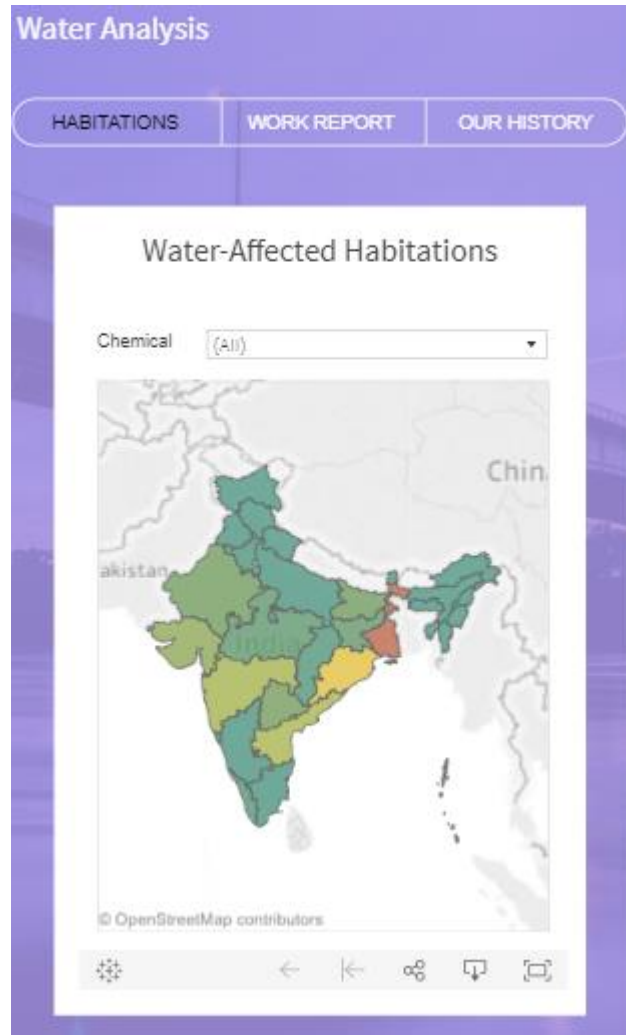 Water Analysis
HABITATIONS WORK REPORT OUR HISTORY
Water-Affected Habitations
Chemical (All)
Chin
akistan
India
© OpenStreetMap contributors